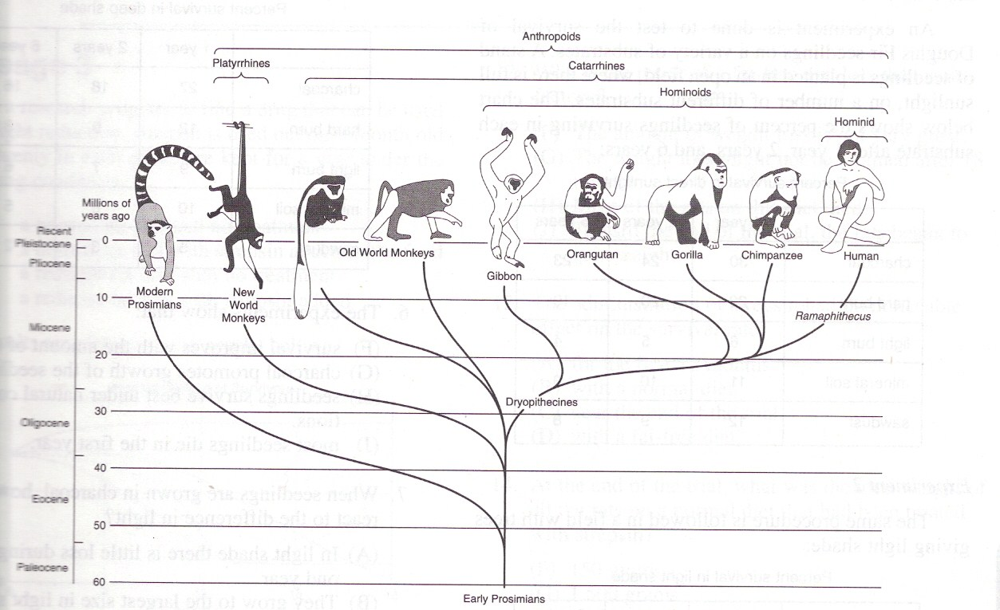 Anthropoids
Platyrrhines
Catarrhines
Hominoids
Hominid
Millions of
years ago
Recent
Pleistocene
0
Old World Monkeys
Orangutan
Gorilla
Chimpanzee
Human
Pliocene
Gibbon
Modern
Prosimians
New
World
Monkeys
10
Ramaphithecus
Miocene
20
Dryopithecines
30
Oligocene
40
Eocene
50
Paleocene
60
Early Prosimians